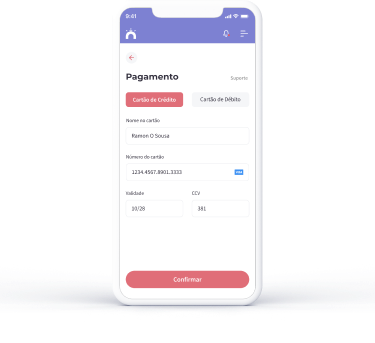 9:41
Pagamento
Suporte
Cartão de Crédito
Cartão de Débito
Nome no cartão
Ramon O Sousa
Número do cartão
1234.4567.8901.3333
Validade
CCV
10/28
381
Confirmar